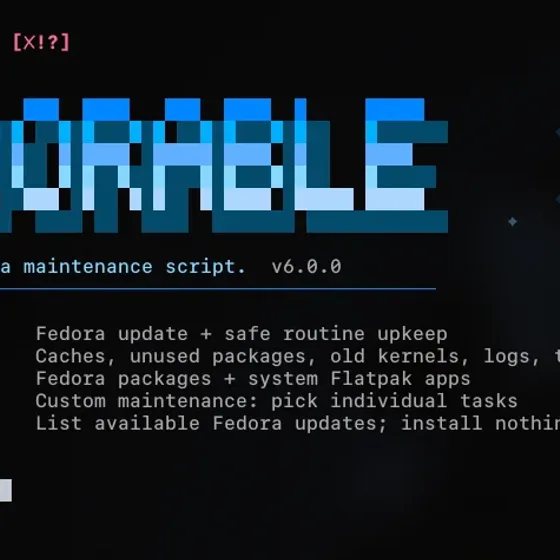 [X!?]
ORABLE
a maintenance script. v6.0.0
Fedora update + safe routine upkeep
Caches, unused packages, old kernels, logs, t
Fedora packages + system Flatpak apps
Custom maintenance: pick individual tasks
List available Fedora updates; install nothin